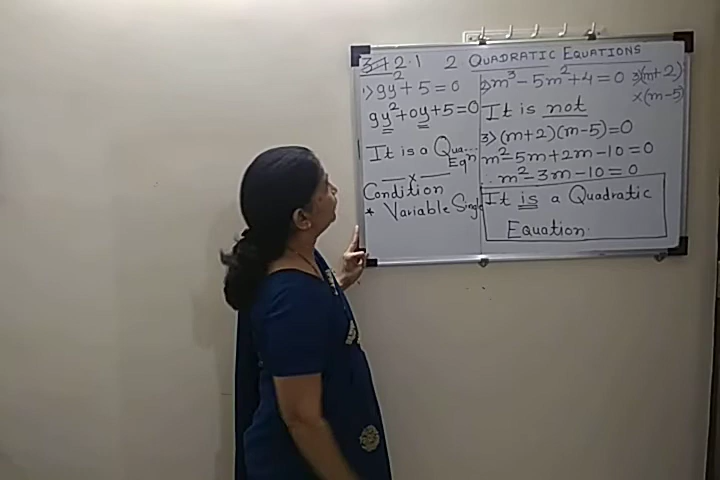 3.1 2.1 2 QUADRATIC EQUATIONS
1> 9y² + 5 = 0
9y² + 0y + 5 = 0
It is a Qua...
Eqn
— x —
Condition
* Variable Single
2> m³ - 5m² + 4 = 0
It is not
3> (m+2)(m-5) = 0
m² - 5m + 2m - 10 = 0
m² - 3m - 10 = 0
It is a Quadratic
Equation.
3) (m+2)
x (m-5)